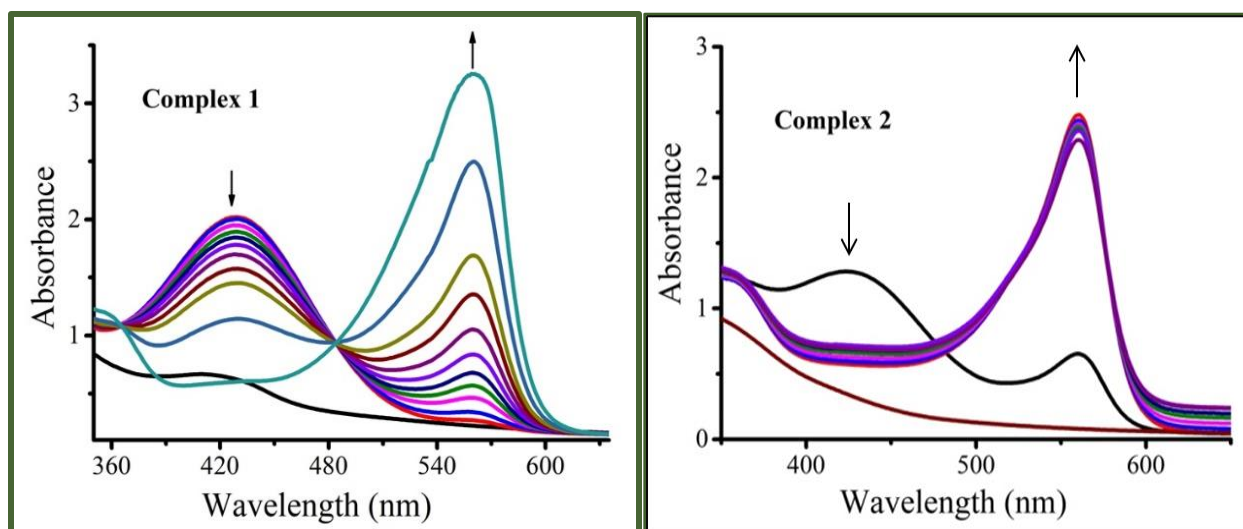 Complex 1
Absorbance
3
2
1
360
420
480
540
600
Wavelength (nm)
Complex 2
Absorbance
3
2
1
0
400
500
600
Wavelength (nm)